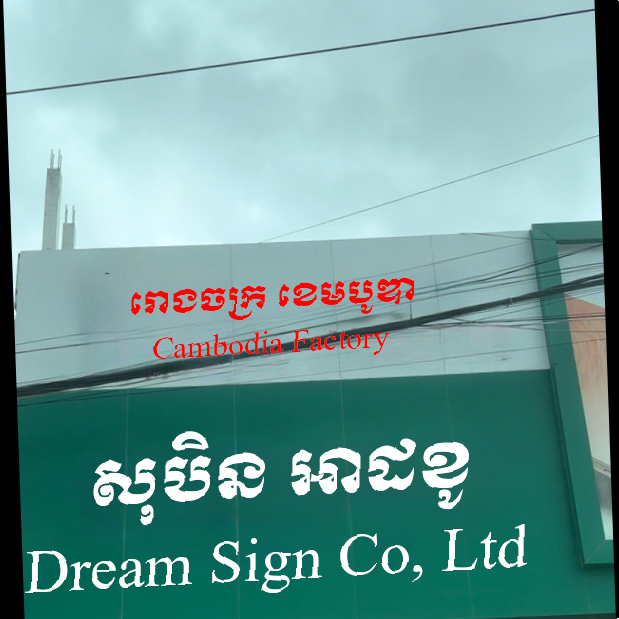 រោងចក្រ ខេមបូឌា
Cambodia Factory
សុបិន អាដខូ
Dream Sign Co, Ltd